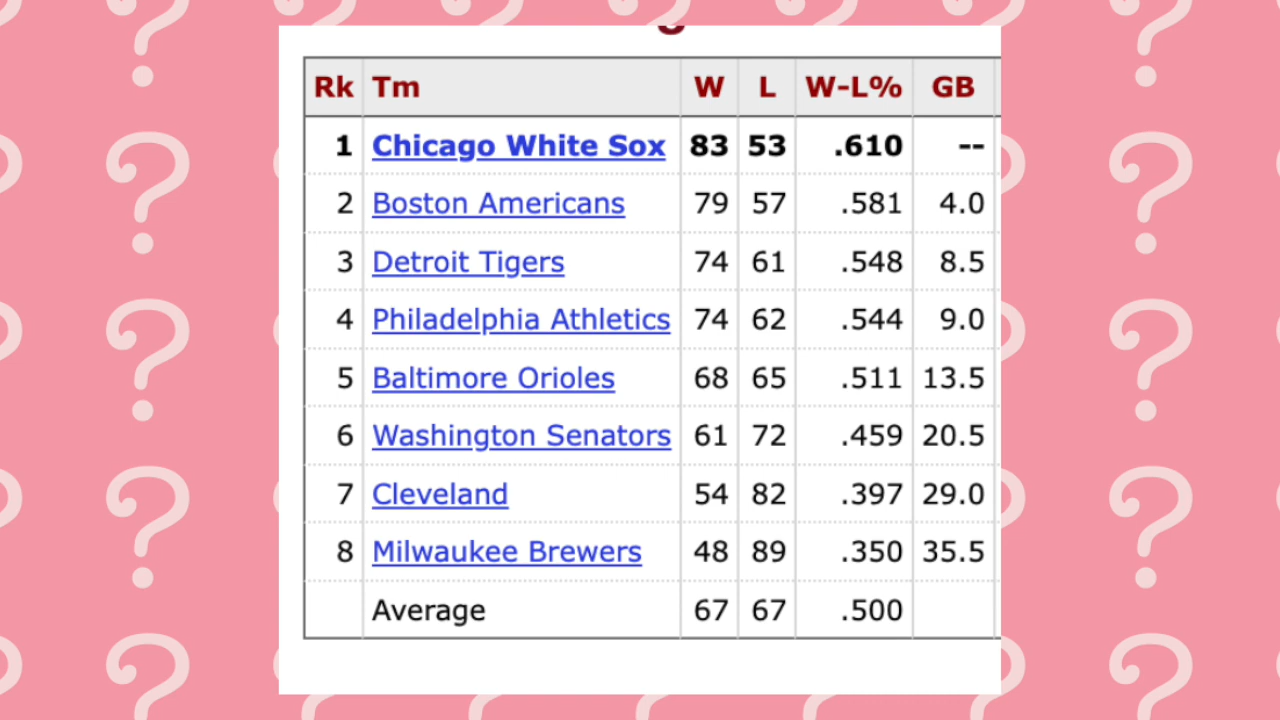 Rk Tm W L W-L% GB
1 Chicago White Sox 83 53 .610 --
2 Boston Americans 79 57 .581 4.0
3 Detroit Tigers 74 61 .548 8.5
4 Philadelphia Athletics 74 62 .544 9.0
5 Baltimore Orioles 68 65 .511 13.5
6 Washington Senators 61 72 .459 20.5
7 Cleveland 54 82 .397 29.0
8 Milwaukee Brewers 48 89 .350 35.5
Average 67 67 .500